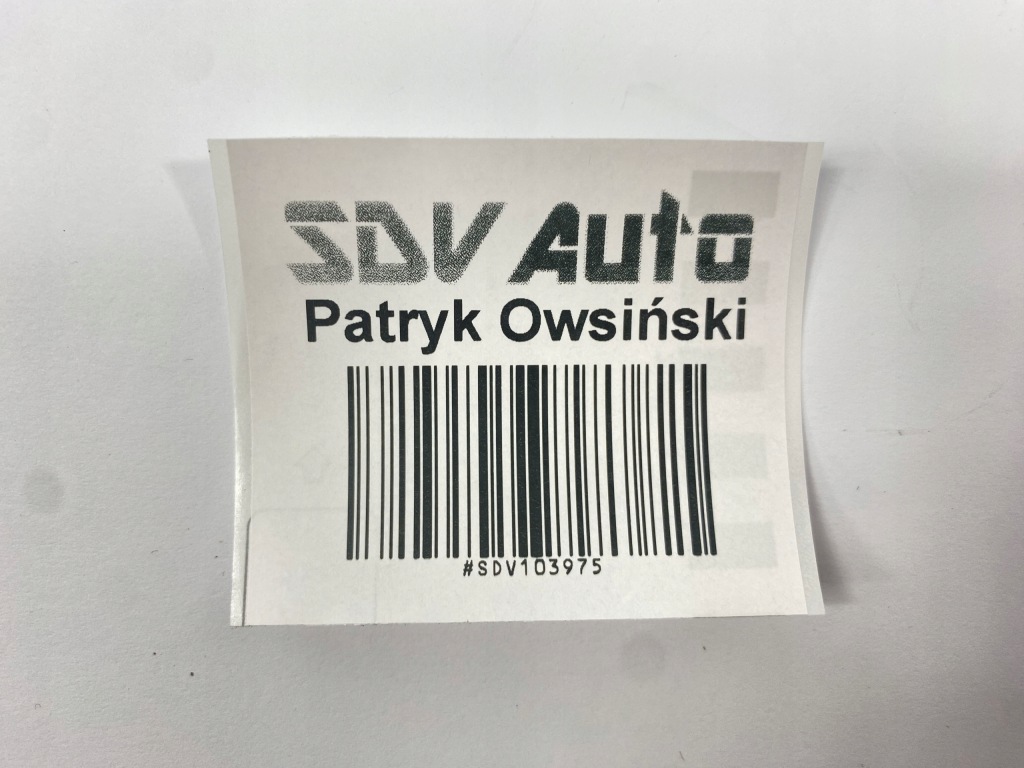 SDV Auto
Patryk Owsiński
#SDV103975